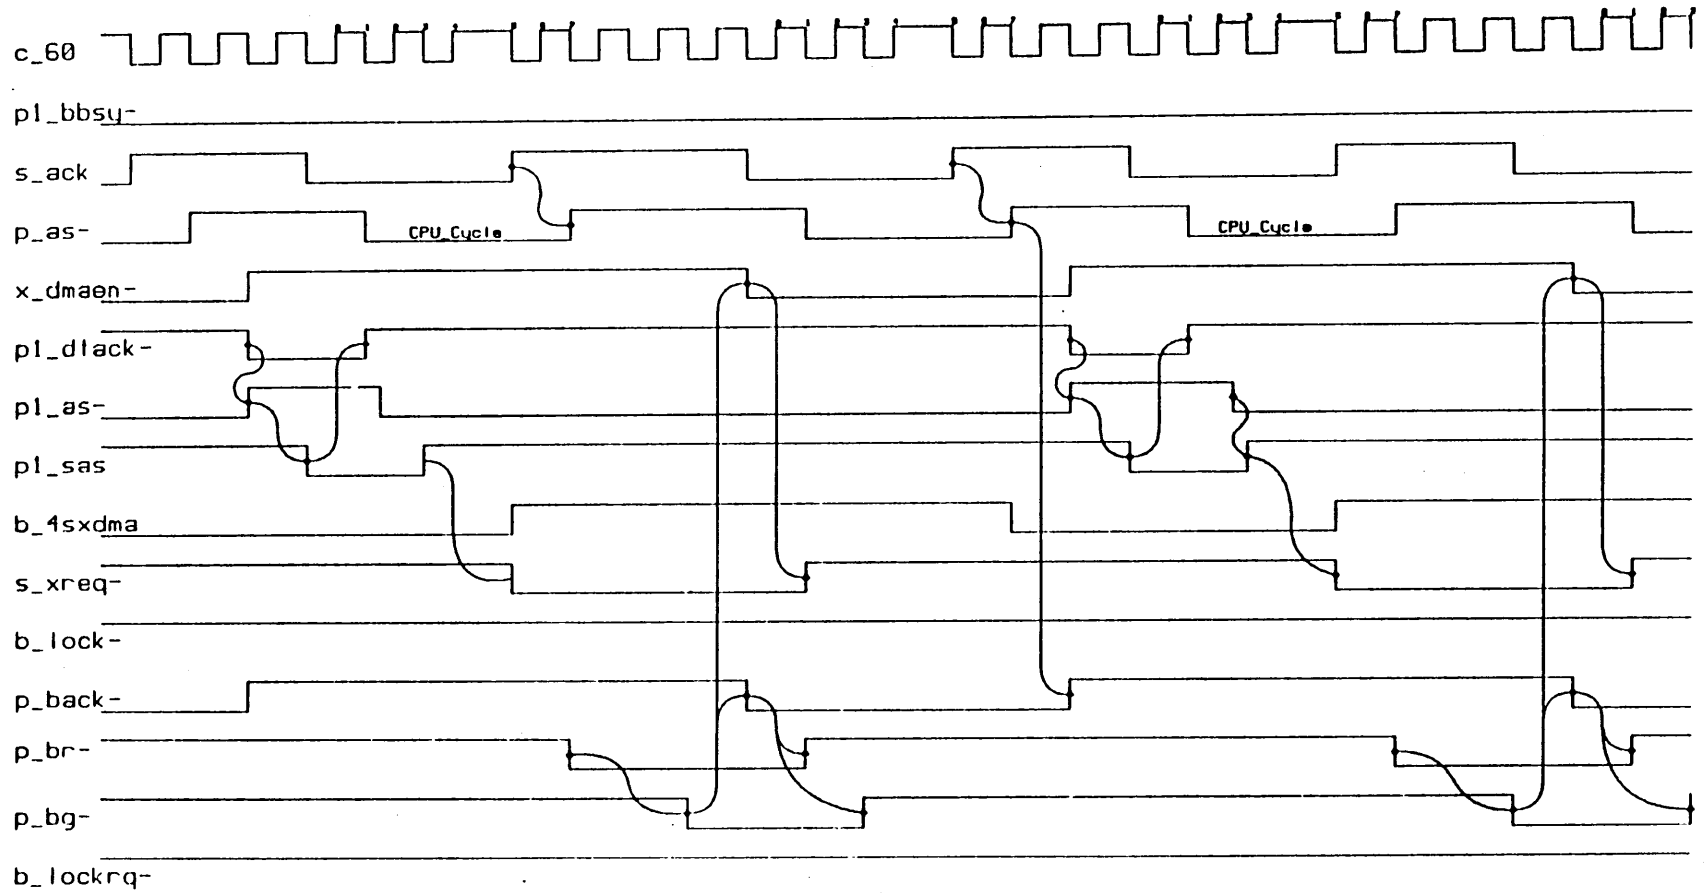 c_60
p1_bbsy-
s_ack
p_as-
CPU_Cycle
CPU_Cycle
x_dmaen-
p1_dtack-
p1_as-
p1_sas
b_4sxdma
s_xreq-
b_lock-
p_back-
p_br-
p_bg-
b_lockrq-